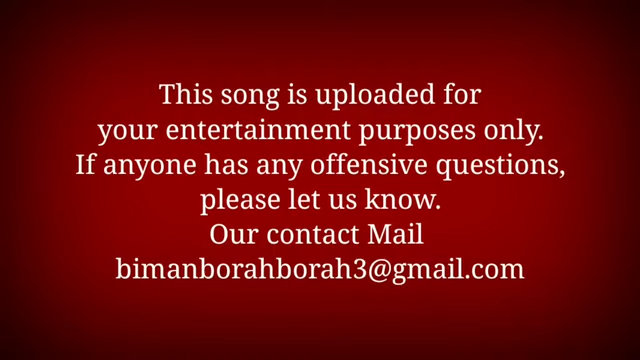 This song is uploaded for
your entertainment purposes only.
If anyone has any offensive questions,
please let us know.
Our contact Mail
bimanborahborah3@gmail.com